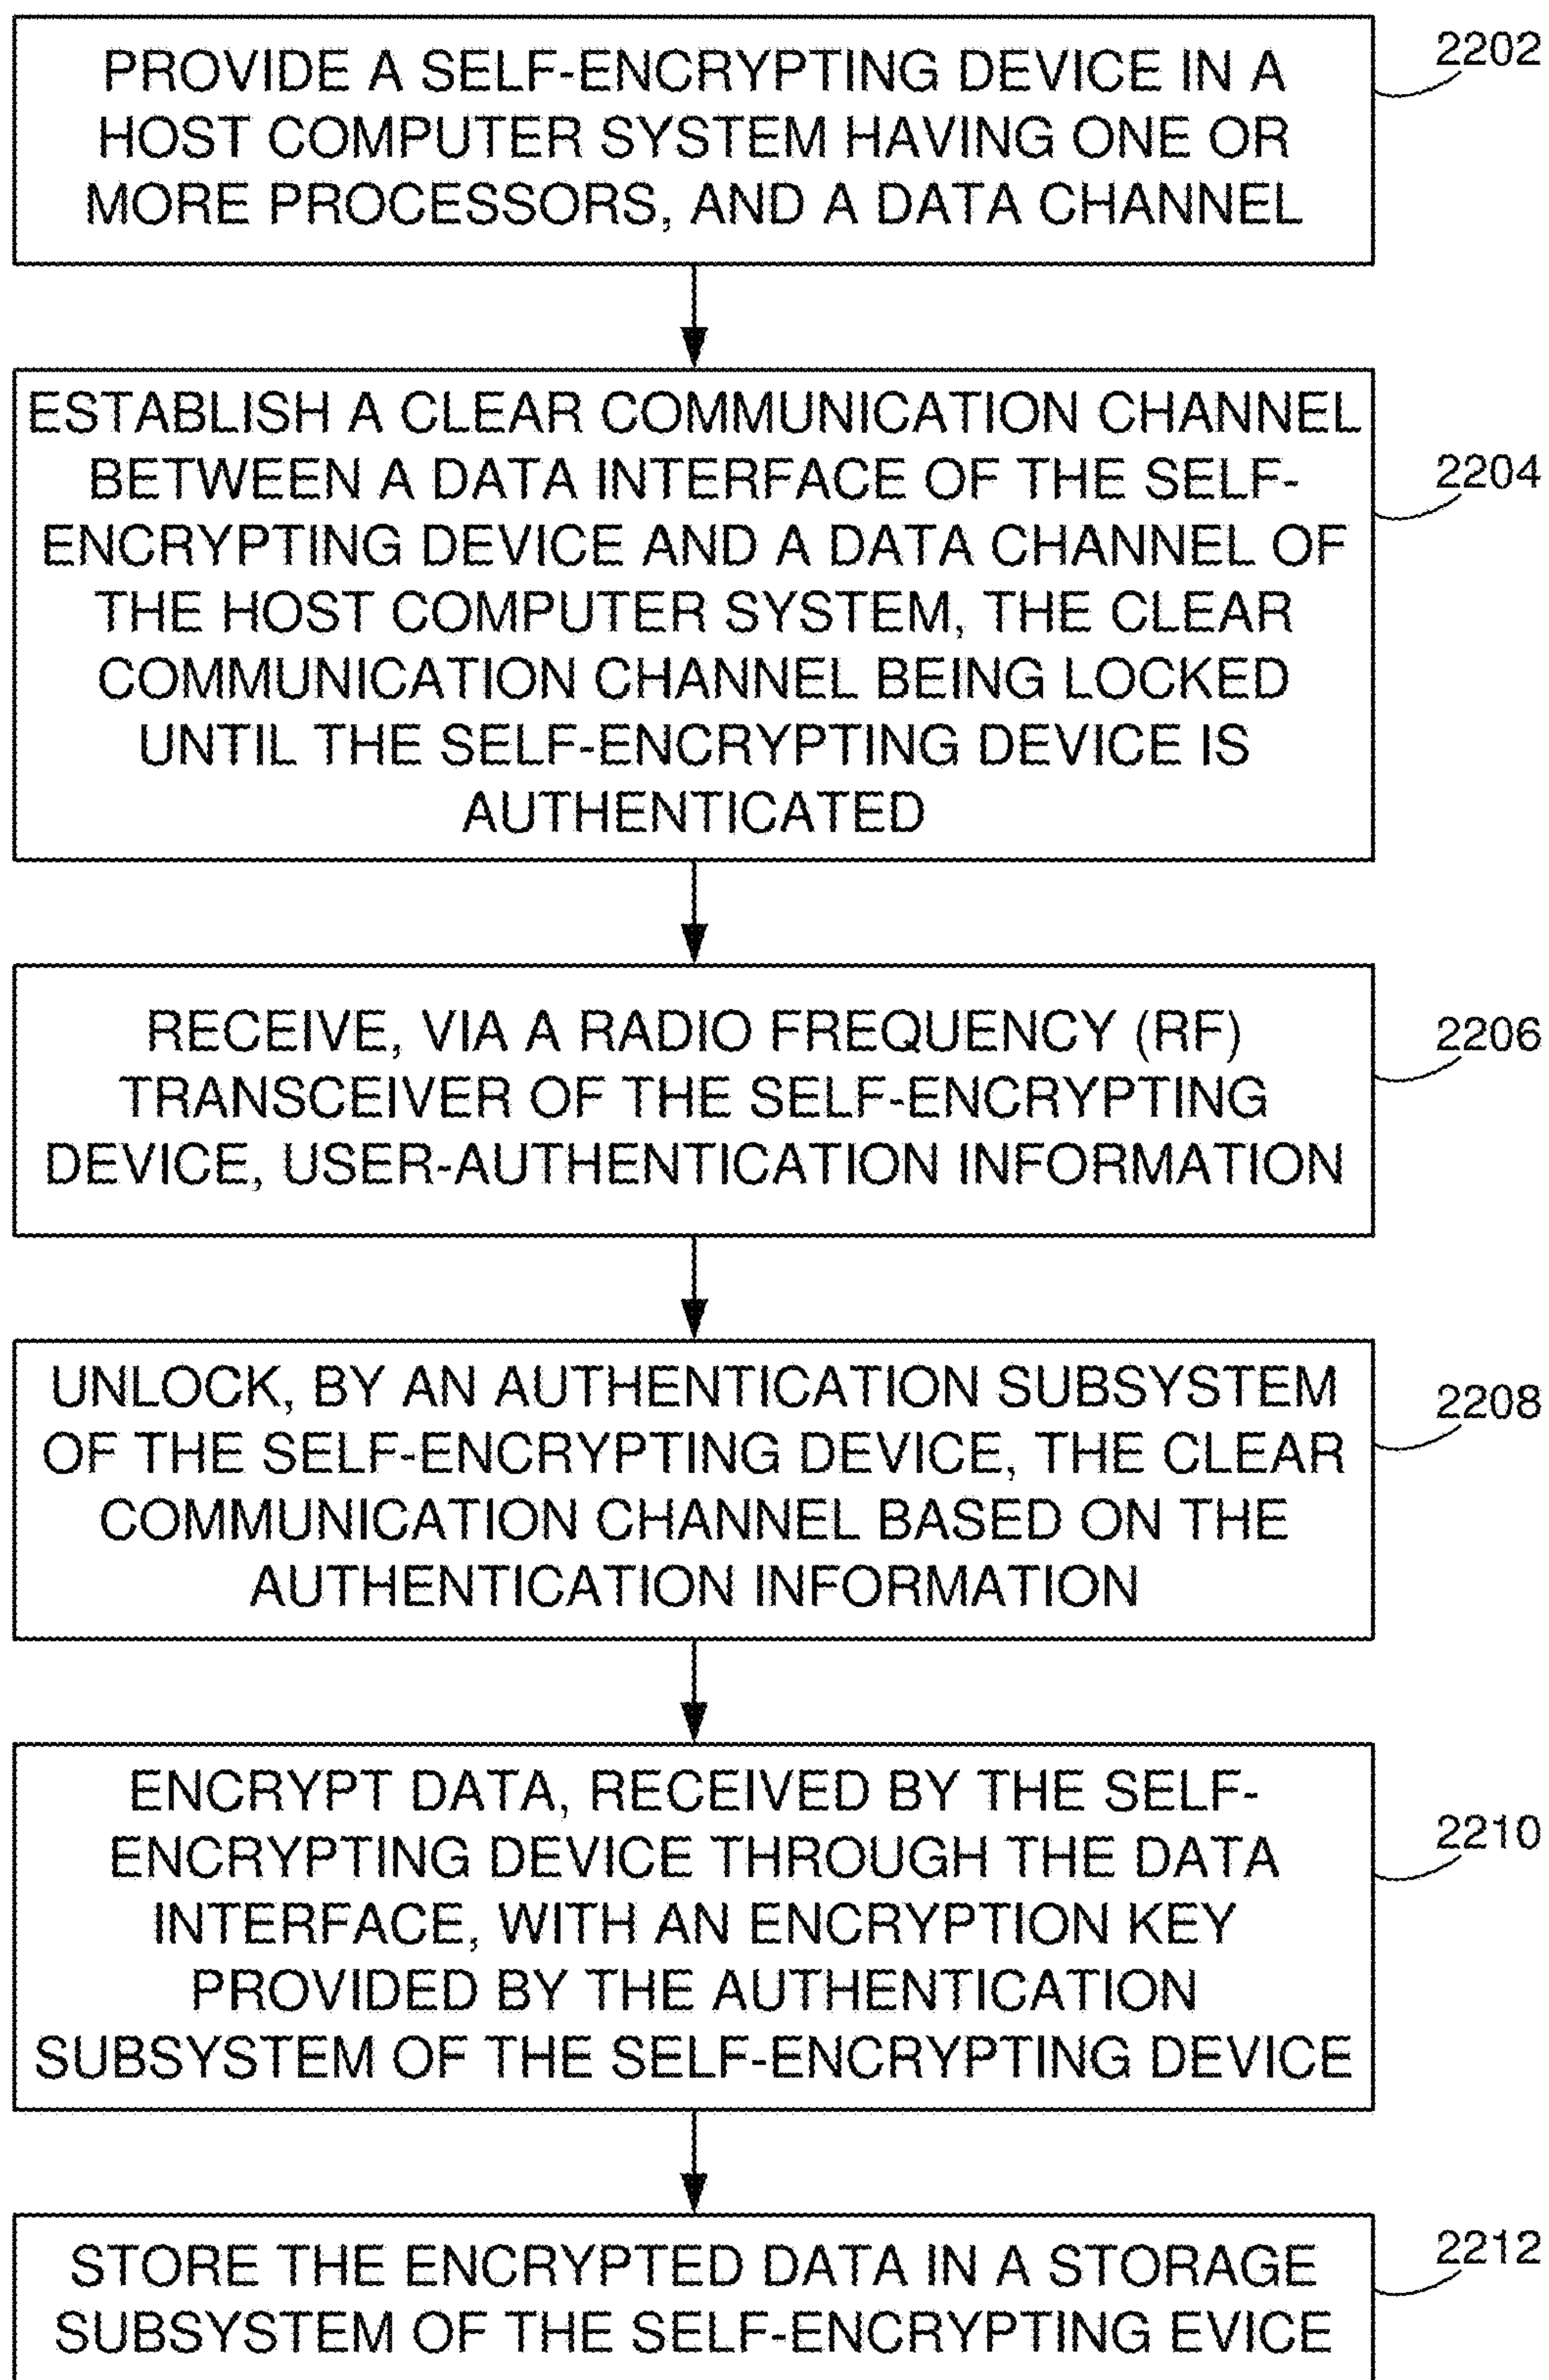 PROVIDE A SELF-ENCRYPTING DEVICE IN A
HOST COMPUTER SYSTEM HAVING ONE OR
MORE PROCESSORS, AND A DATA CHANNEL
2202
ESTABLISH A CLEAR COMMUNICATION CHANNEL
BETWEEN A DATA INTERFACE OF THE SELF-
ENCRYPTING DEVICE AND A DATA CHANNEL OF
THE HOST COMPUTER SYSTEM, THE CLEAR
COMMUNICATION CHANNEL BEING LOCKED
UNTIL THE SELF-ENCRYPTING DEVICE IS
AUTHENTICATED
2204
RECEIVE, VIA A RADIO FREQUENCY (RF)
TRANSCEIVER OF THE SELF-ENCRYPTING
DEVICE, USER-AUTHENTICATION INFORMATION
2206
UNLOCK, BY AN AUTHENTICATION SUBSYSTEM
OF THE SELF-ENCRYPTING DEVICE, THE CLEAR
COMMUNICATION CHANNEL BASED ON THE
AUTHENTICATION INFORMATION
2208
ENCRYPT DATA, RECEIVED BY THE SELF-
ENCRYPTING DEVICE THROUGH THE DATA
INTERFACE, WITH AN ENCRYPTION KEY
PROVIDED BY THE AUTHENTICATION
SUBSYSTEM OF THE SELF-ENCRYPTING DEVICE
2210
STORE THE ENCRYPTED DATA IN A STORAGE
SUBSYSTEM OF THE SELF-ENCRYPTING EVICE
2212